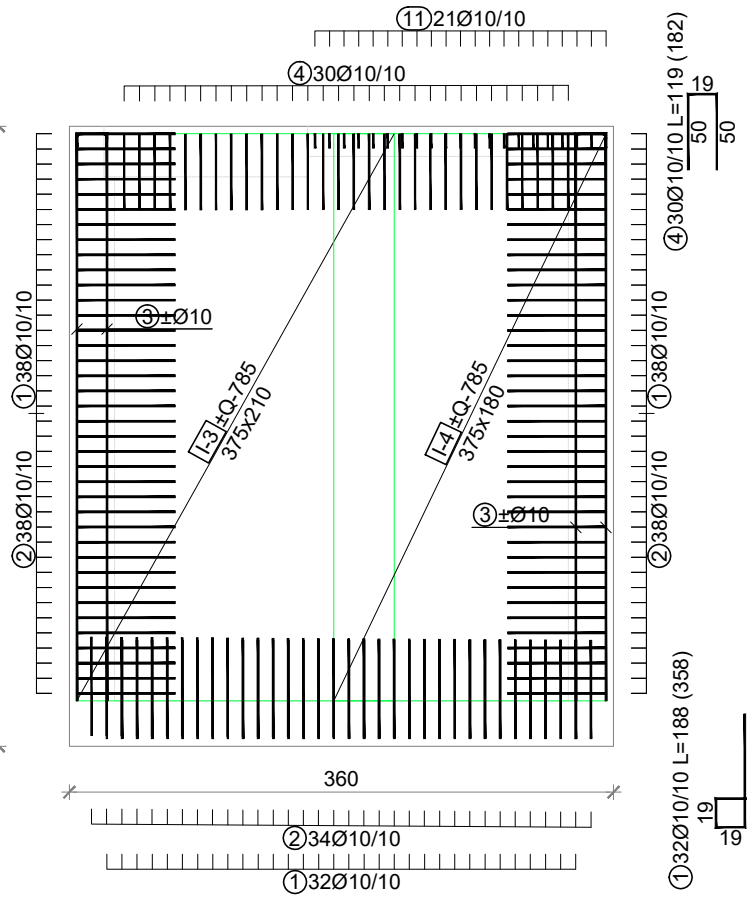 ⑪21Ø10/10
④30Ø10/10
④30Ø10/10 L=119 (182)
19
50
50
①38Ø10/10
②38Ø10/10
③±Ø10
I-3 ±Q-785
375x210
I-4 ±Q-785
375x180
③±Ø10
①38Ø10/10
②38Ø10/10
360
②34Ø10/10
①32Ø10/10
①32Ø10/10 L=188 (358)
19
19